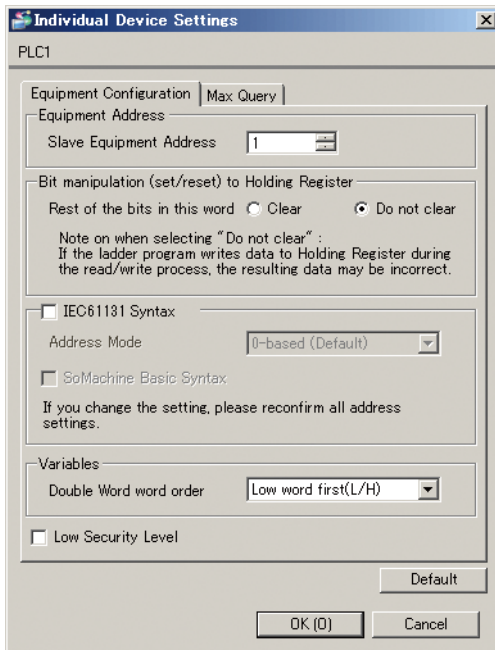 Individual Device Settings
PLC1
Equipment Configuration Max Query
Equipment Address
Slave Equipment Address 1
Bit manipulation (set/reset) to Holding Register
Rest of the bits in this word Clear Do not clear
Note on when selecting "Do not clear" :
If the ladder program writes data to Holding Register during
the read/write process, the resulting data may be incorrect.
IEC61131 Syntax
Address Mode 0-based (Default)
SoMachine Basic Syntax
If you change the setting, please reconfirm all address
settings.
Variables
Double Word word order Low word first(L/H)
Low Security Level
Default
OK (O) Cancel